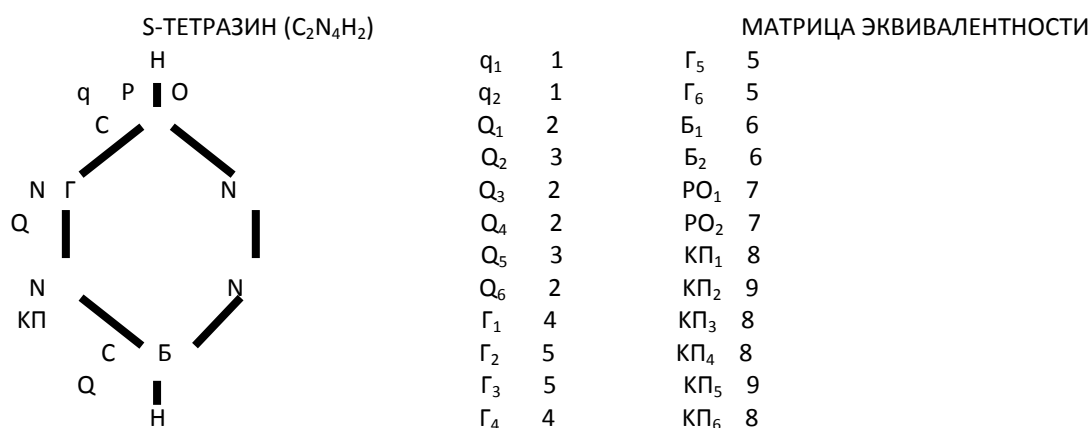 S-ТЕТРАЗИН (C₂N₄H₂) МАТРИЦА ЭКВИВАЛЕНТНОСТИ
H q₁ 1 Г₅ 5
q P O q₂ 1 Г₆ 5
C Q₁ 2 Б₁ 6
Q₂ 3 Б₂ 6
N Г N Q₃ 2 PO₁ 7
Q Q₄ 2 PO₂ 7
Q₅ 3 КП₁ 8
N N Q₆ 2 КП₂ 9
КП Г₁ 4 КП₃ 8
C Б Г₂ 5 КП₄ 8
Q Г₃ 5 КП₅ 9
H Г₄ 4 КП₆ 8